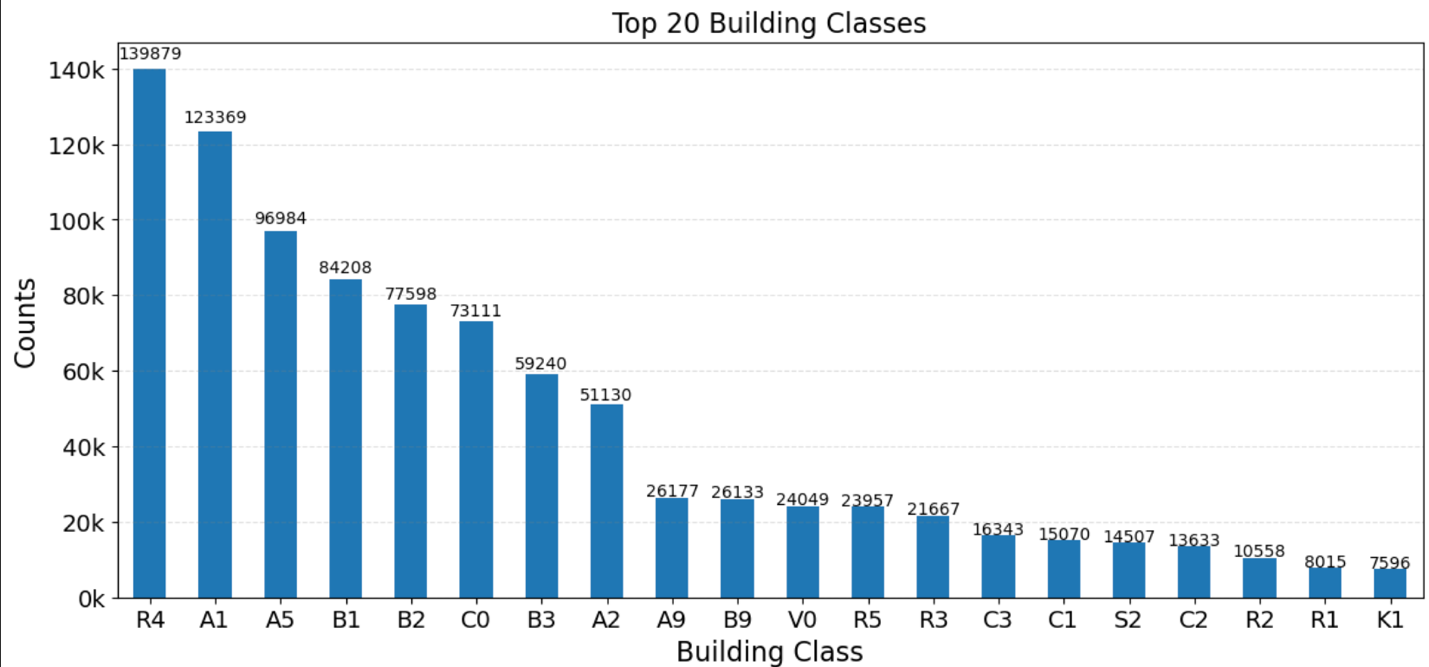 Top 20 Building Classes
Counts
140k
120k
100k
80k
60k
40k
20k
0k
139879
123369
96984
84208
77598
73111
59240
51130
26177
26133
24049
23957
21667
16343
15070
14507
13633
10558
8015
7596
R4 A1 A5 B1 B2 C0 B3 A2 A9 B9 V0 R5 R3 C3 C1 S2 C2 R2 R1 K1
Building Class